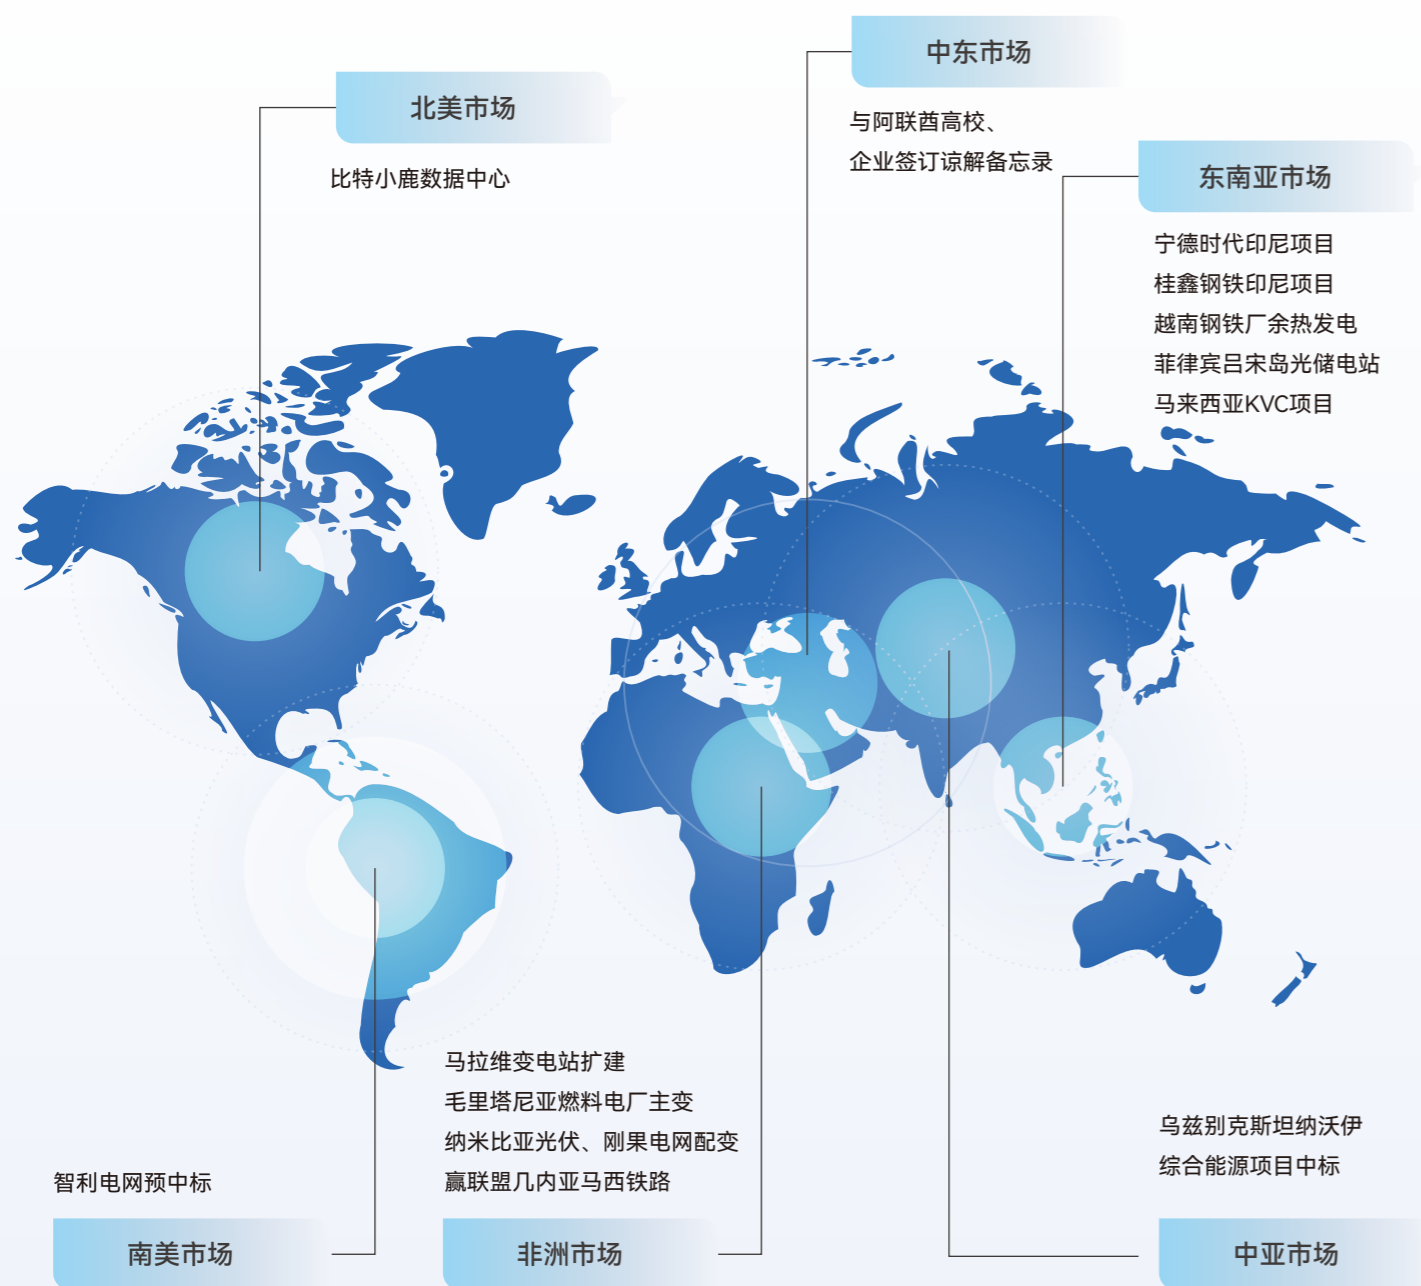 中东市场
与阿联酋高校、
企业签订谅解备忘录
北美市场
比特小鹿数据中心
东南亚市场
宁德时代印尼项目
桂鑫钢铁印尼项目
越南钢铁厂余热发电
菲律宾吕宋岛光储电站
马来西亚KVC项目
智利电网预中标
南美市场
马拉维变电站扩建
毛里塔尼亚燃料电厂主变
纳米比亚光伏、刚果电网配变
赢联盟几内亚马西铁路
非洲市场
乌兹别克斯坦纳沃伊
综合能源项目中标
中亚市场